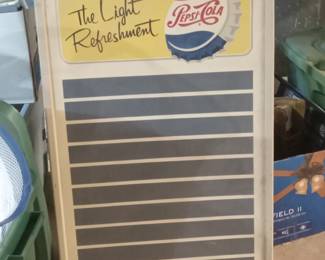 The Light
Refreshment
PEPSI-COLA
FIELD II